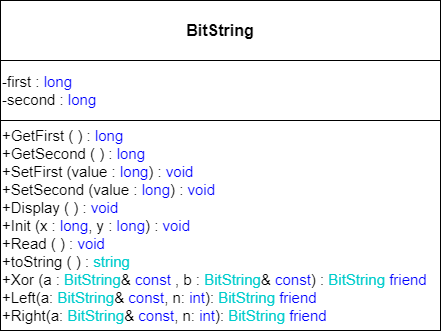 BitString
-first : long
-second : long
+GetFirst ( ) : long
+GetSecond ( ) : long
+SetFirst (value : long) : void
+SetSecond (value : long) : void
+Display ( ) : void
+Init (x : long, y : long) : void
+Read ( ) : void
+toString ( ) : string
+Xor (a : BitString& const , b : BitString& const) : BitString friend
+Left(a: BitString& const, n: int): BitString friend
+Right(a: BitString& const, n: int): BitString friend